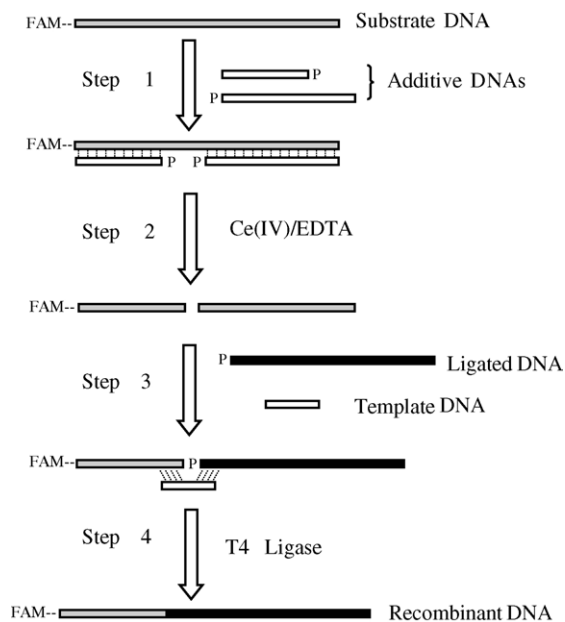 FAM--
Substrate DNA
Step 1
P
P
Additive DNAs
FAM--
P P
Step 2
Ce(IV)/EDTA
FAM--
Step 3
P
Ligated DNA
Template DNA
FAM--
P
Step 4
T4 Ligase
FAM--
Recombinant DNA